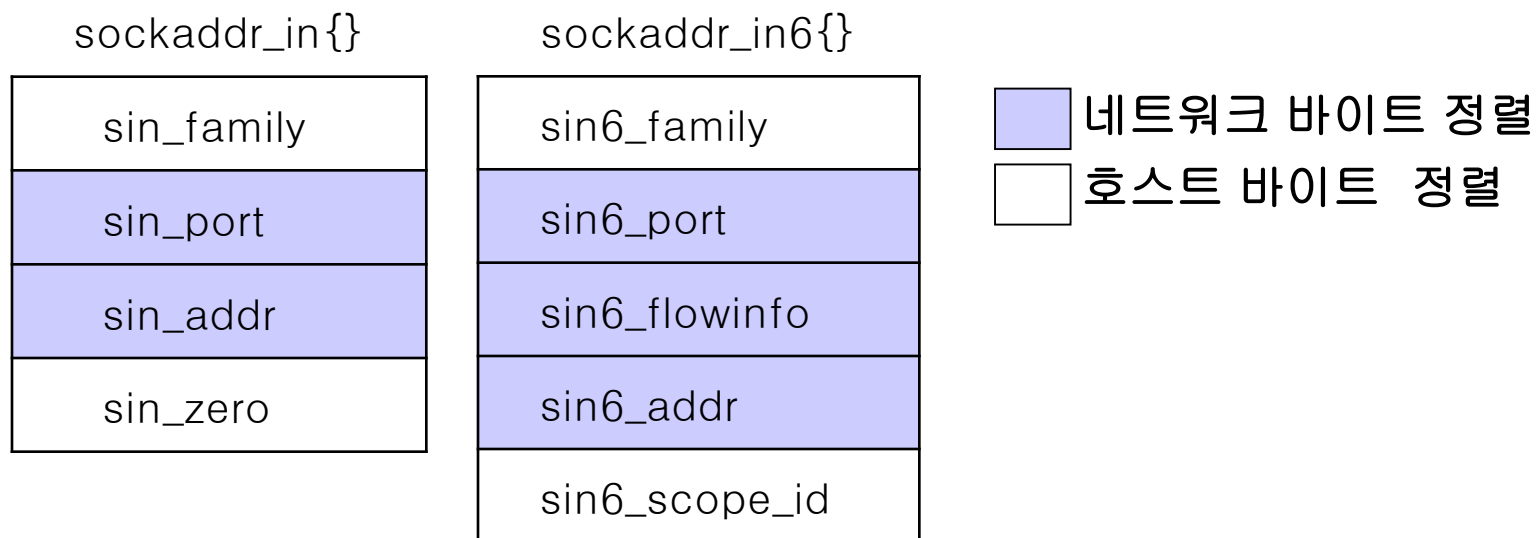 sockaddr_in{}
sin_family
sin_port
sin_addr
sin_zero
sockaddr_in6{}
sin6_family
sin6_port
sin6_flowinfo
sin6_addr
sin6_scope_id
네트워크 바이트 정렬
호스트 바이트 정렬